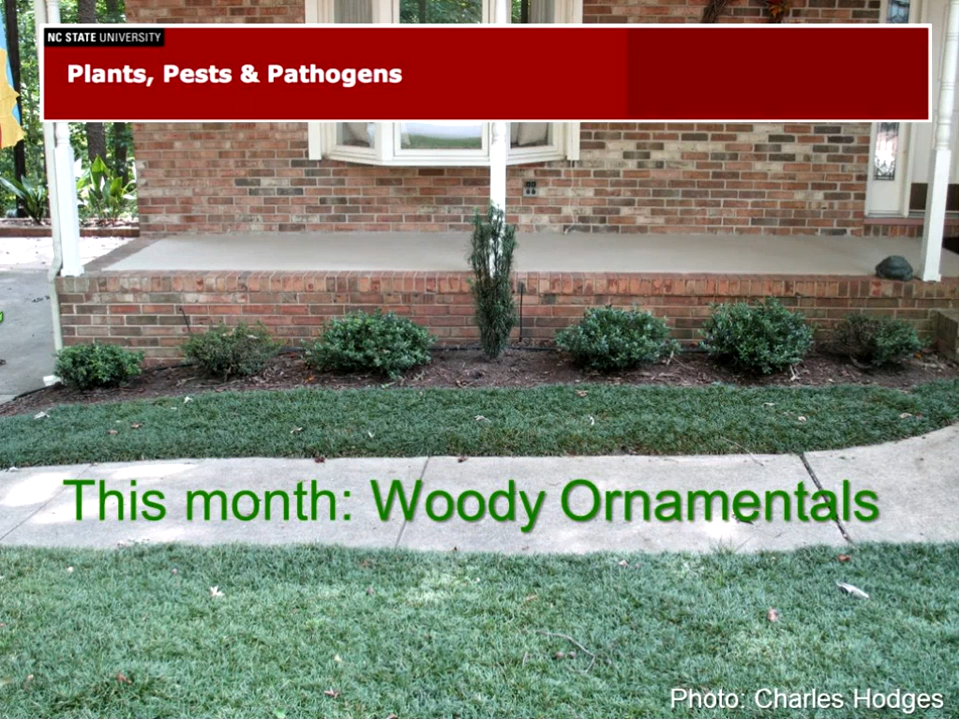 NC STATE UNIVERSITY
Plants, Pests & Pathogens
This month: Woody Ornamentals
Photo: Charles Hodges